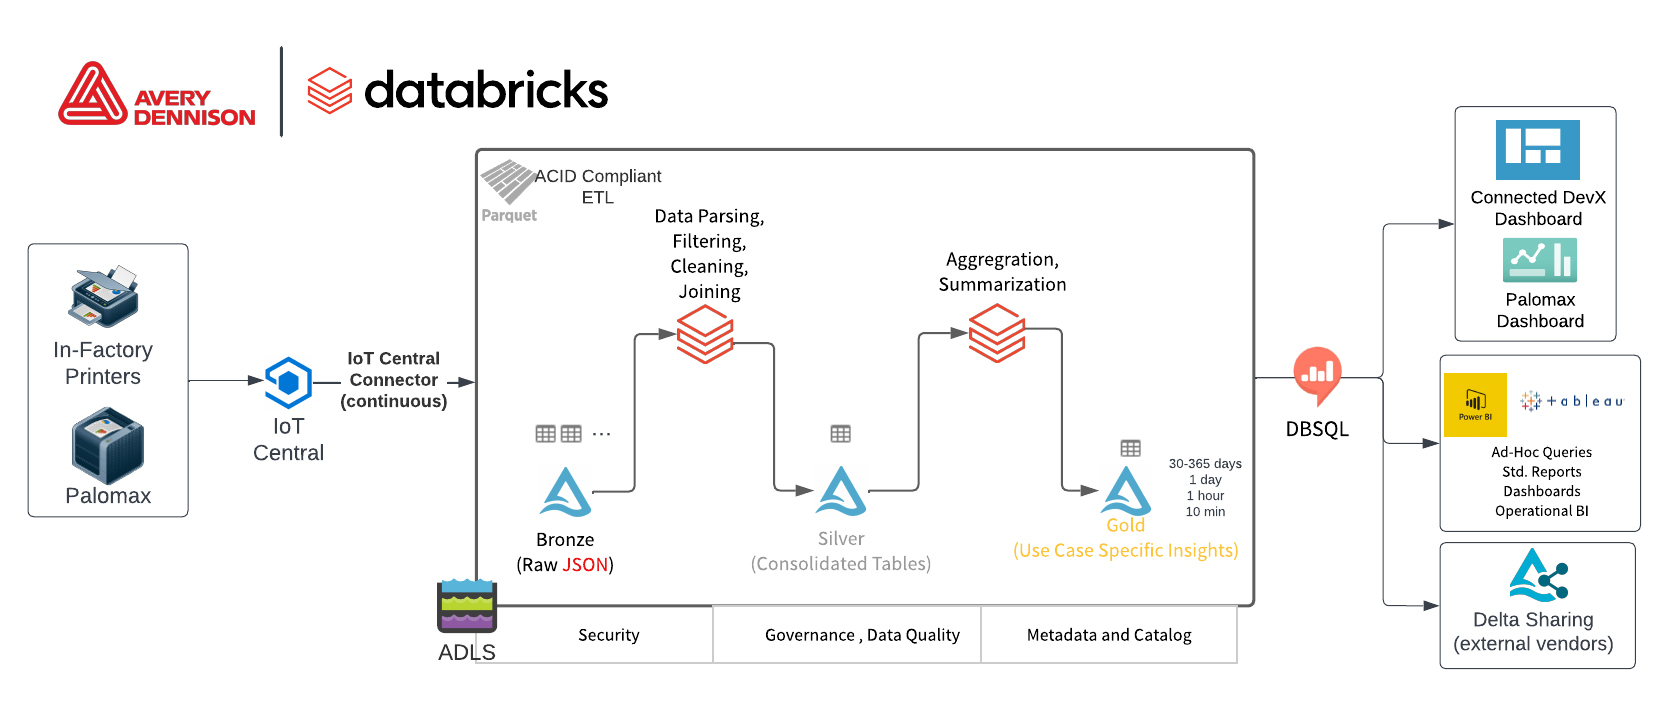 AVERY
DENNISON
databricks
In-Factory
Printers
Palomax
IoT
Central
IoT Central
Connector
(continuous)
Parquet
ACID Compliant
ETL
Data Parsing,
Filtering,
Cleaning,
Joining
Aggregration,
Summarization
...
Bronze
(Raw JSON)
Silver
(Consolidated Tables)
Gold
(Use Case Specific Insights)
30-365 days
1 day
1 hour
10 min
ADLS
Security
Governance , Data Quality
Metadata and Catalog
DBSQL
Connected DevX
Dashboard
Palomax
Dashboard
Power BI
+ableau
Ad-Hoc Queries
Std. Reports
Dashboards
Operational BI
Delta Sharing
(external vendors)